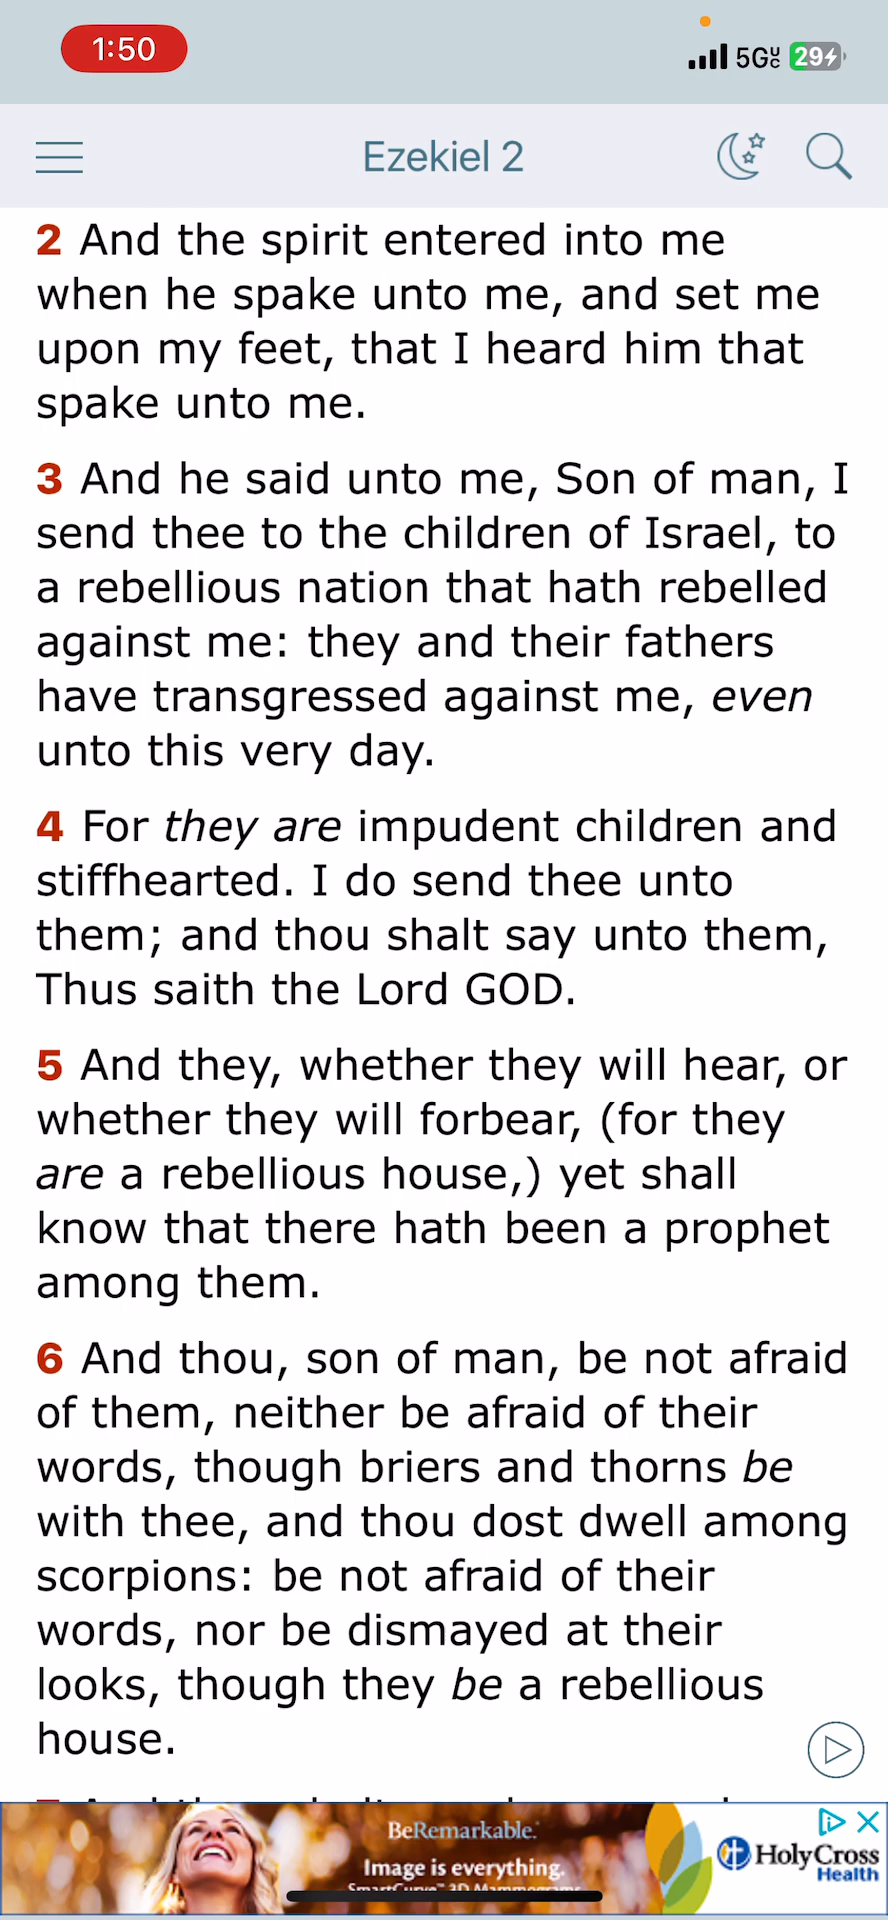 1:50
5G 29
Ezekiel 2
2 And the spirit entered into me
when he spake unto me, and set me
upon my feet, that I heard him that
spake unto me.
3 And he said unto me, Son of man, I
send thee to the children of Israel, to
a rebellious nation that hath rebelled
against me: they and their fathers
have transgressed against me, even
unto this very day.
4 For they are impudent children and
stiffhearted. I do send thee unto
them; and thou shalt say unto them,
Thus saith the Lord GOD.
5 And they, whether they will hear, or
whether they will forbear, (for they
are a rebellious house,) yet shall
know that there hath been a prophet
among them.
6 And thou, son of man, be not afraid
of them, neither be afraid of their
words, though briers and thorns be
with thee, and thou dost dwell among
scorpions: be not afraid of their
words, nor be dismayed at their
looks, though they be a rebellious
house.
BeRemarkable.
Image is everything.
HolyCross
Health